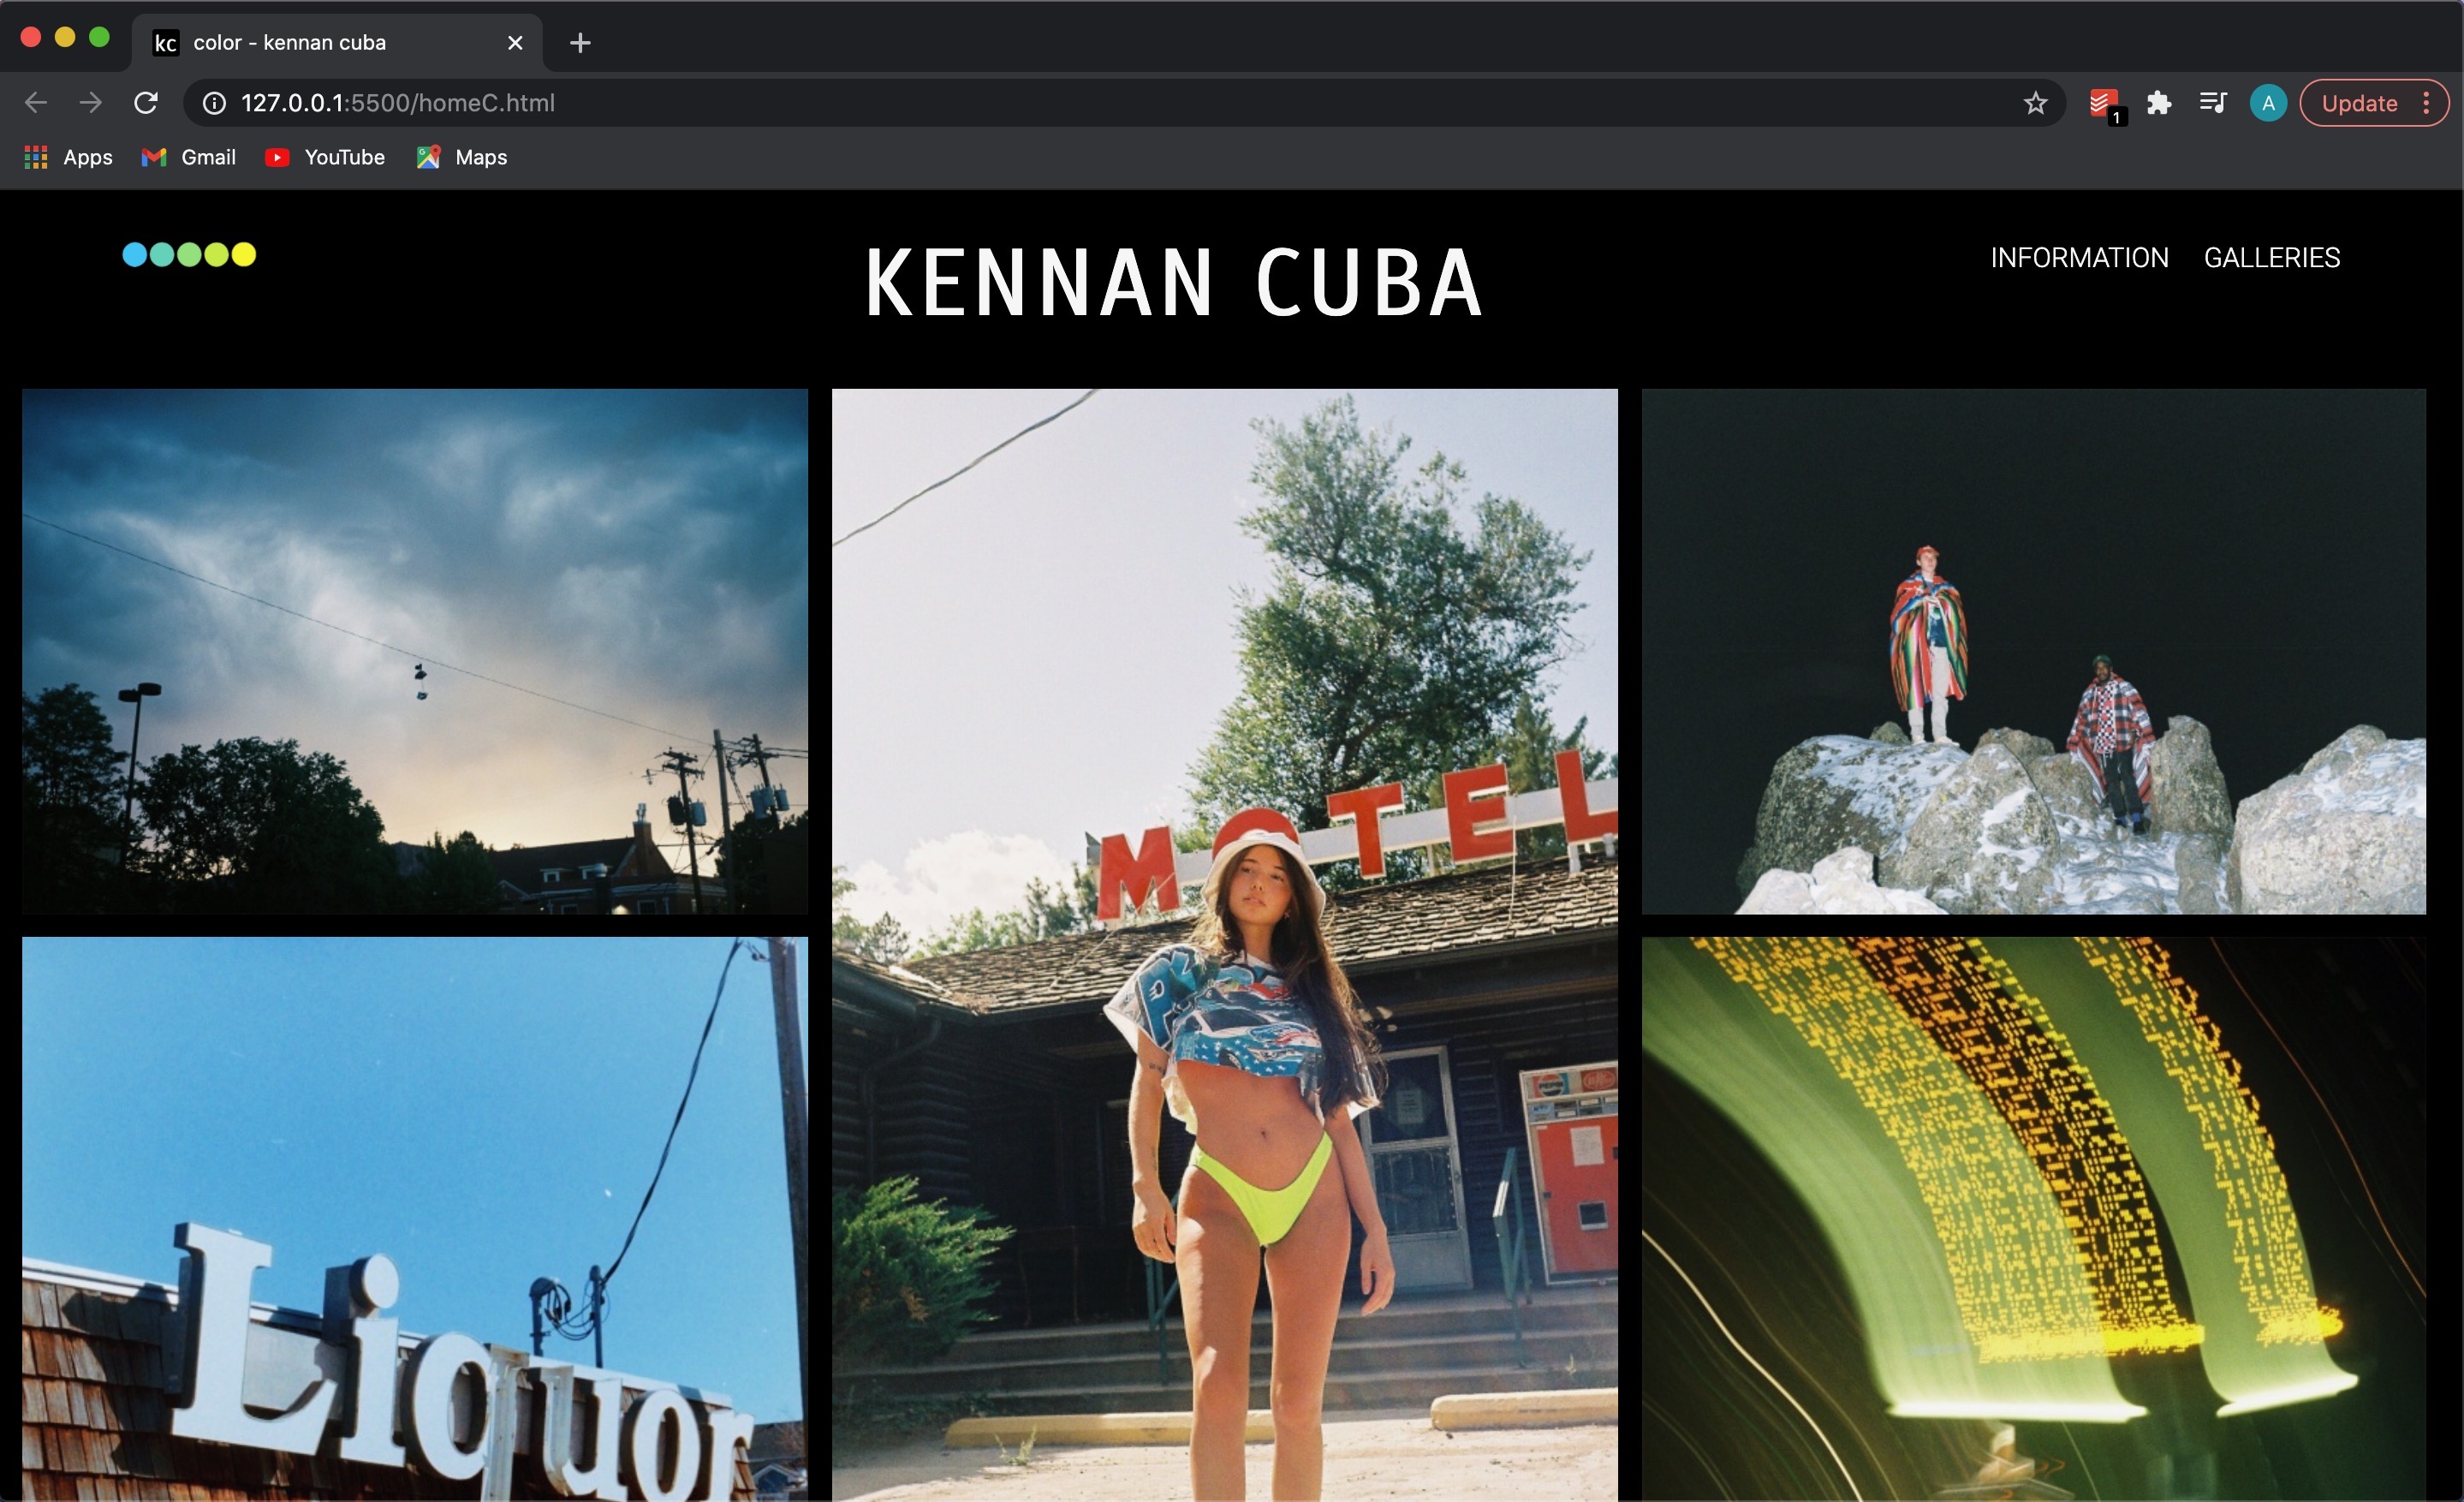 kc color - kennan cuba
127.0.0.1:5500/homeC.html
1
A
Update
Apps
Gmail
YouTube
Maps
KENNAN CUBA
INFORMATION
GALLERIES
MOTEL
PEPSI
Liquor